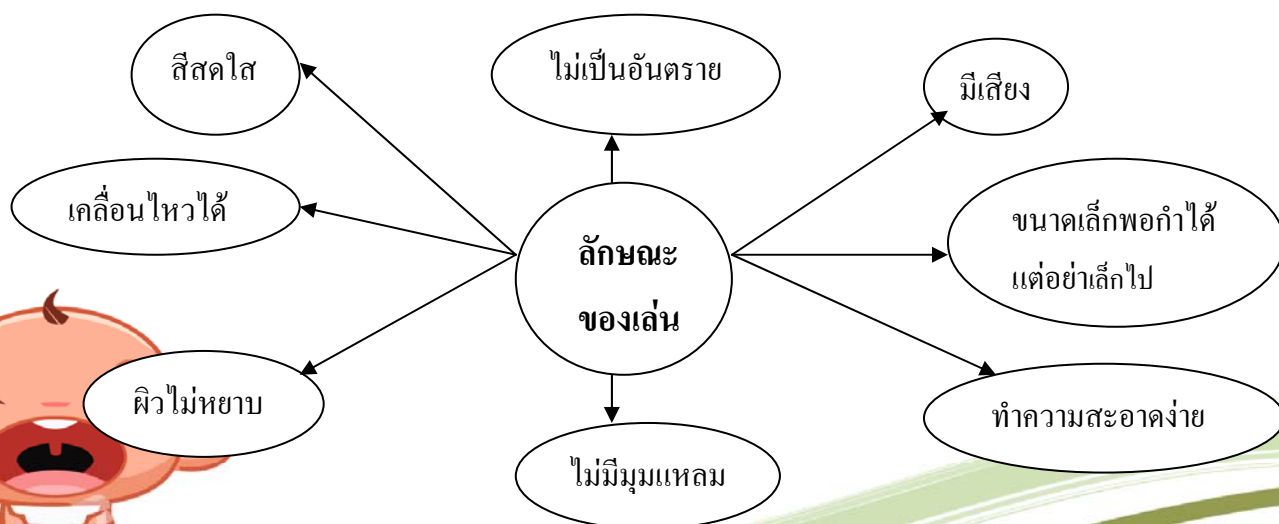 สีสดใส
ไม่เป็นอันตราย
มีเสียง
เคลื่อนไหวได้
ลักษณะ
ของเล่น
ขนาดเล็กพอกำได้
แต่อย่าเล็กไป
ผิวไม่หยาบ
ทำความสะอาดง่าย
ไม่มีมุมแหลม